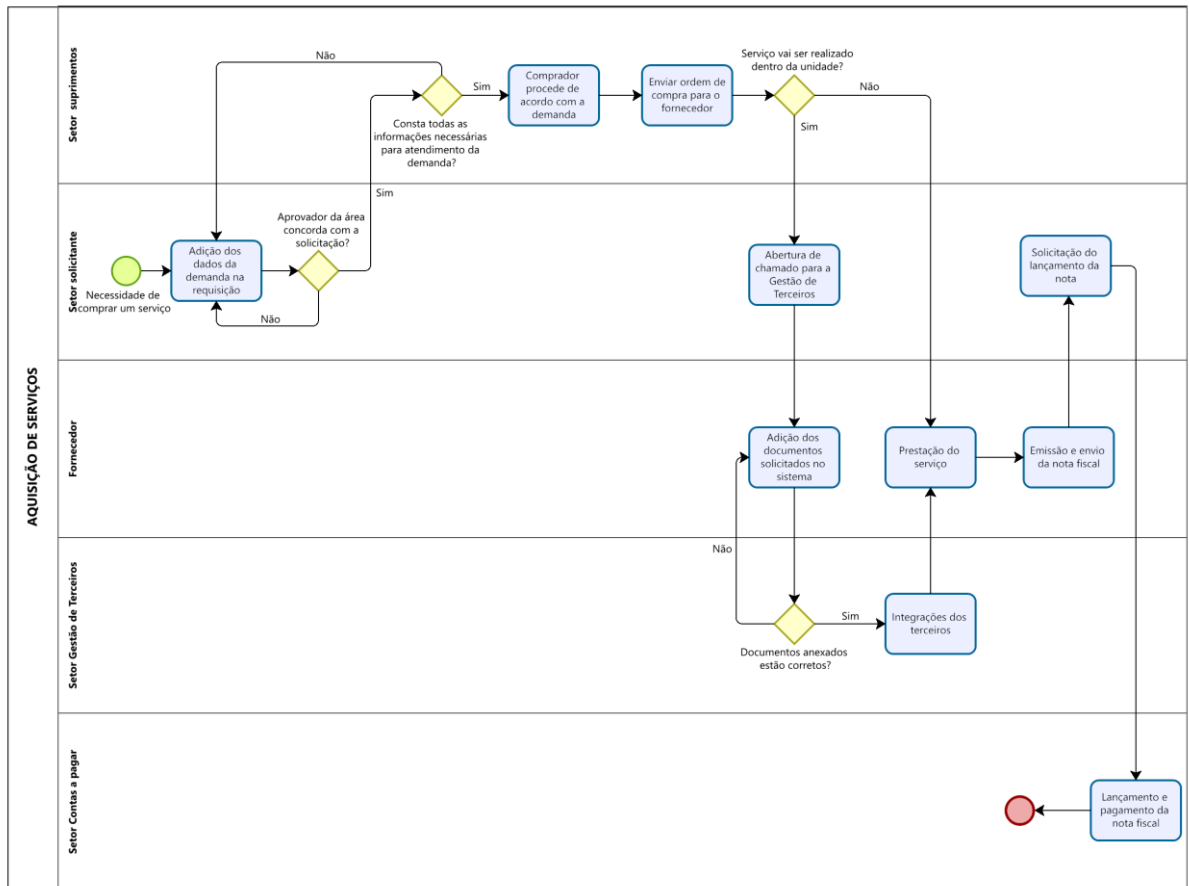 AQUISIÇÃO DE SERVIÇOS
Setor suprimentos
Não
Sim
Consta todas as
informações necessárias
para atendimento da
demanda?
Comprador
procede de
acordo com a
demanda
Enviar ordem de
compra para o
fornecedor
Serviço vai ser realizado
dentro da unidade?
Não
Sim
Setor solicitante
Necessidade de
comprar um serviço
Adição dos
dados da
demanda na
requisição
Aprovador da área
concorda com a
solicitação?
Sim
Não
Abertura de
chamado para a
Gestão de
Terceiros
Solicitação do
lançamento da
nota
Fornecedor
Adição dos
documentos
solicitados no
sistema
Prestação do
serviço
Emissão e envio
da nota fiscal
Setor Gestão de Terceiros
Não
Sim
Documentos anexados
estão corretos?
Integrações dos
terceiros
Setor Contas a pagar
Lançamento e
pagamento da
nota fiscal